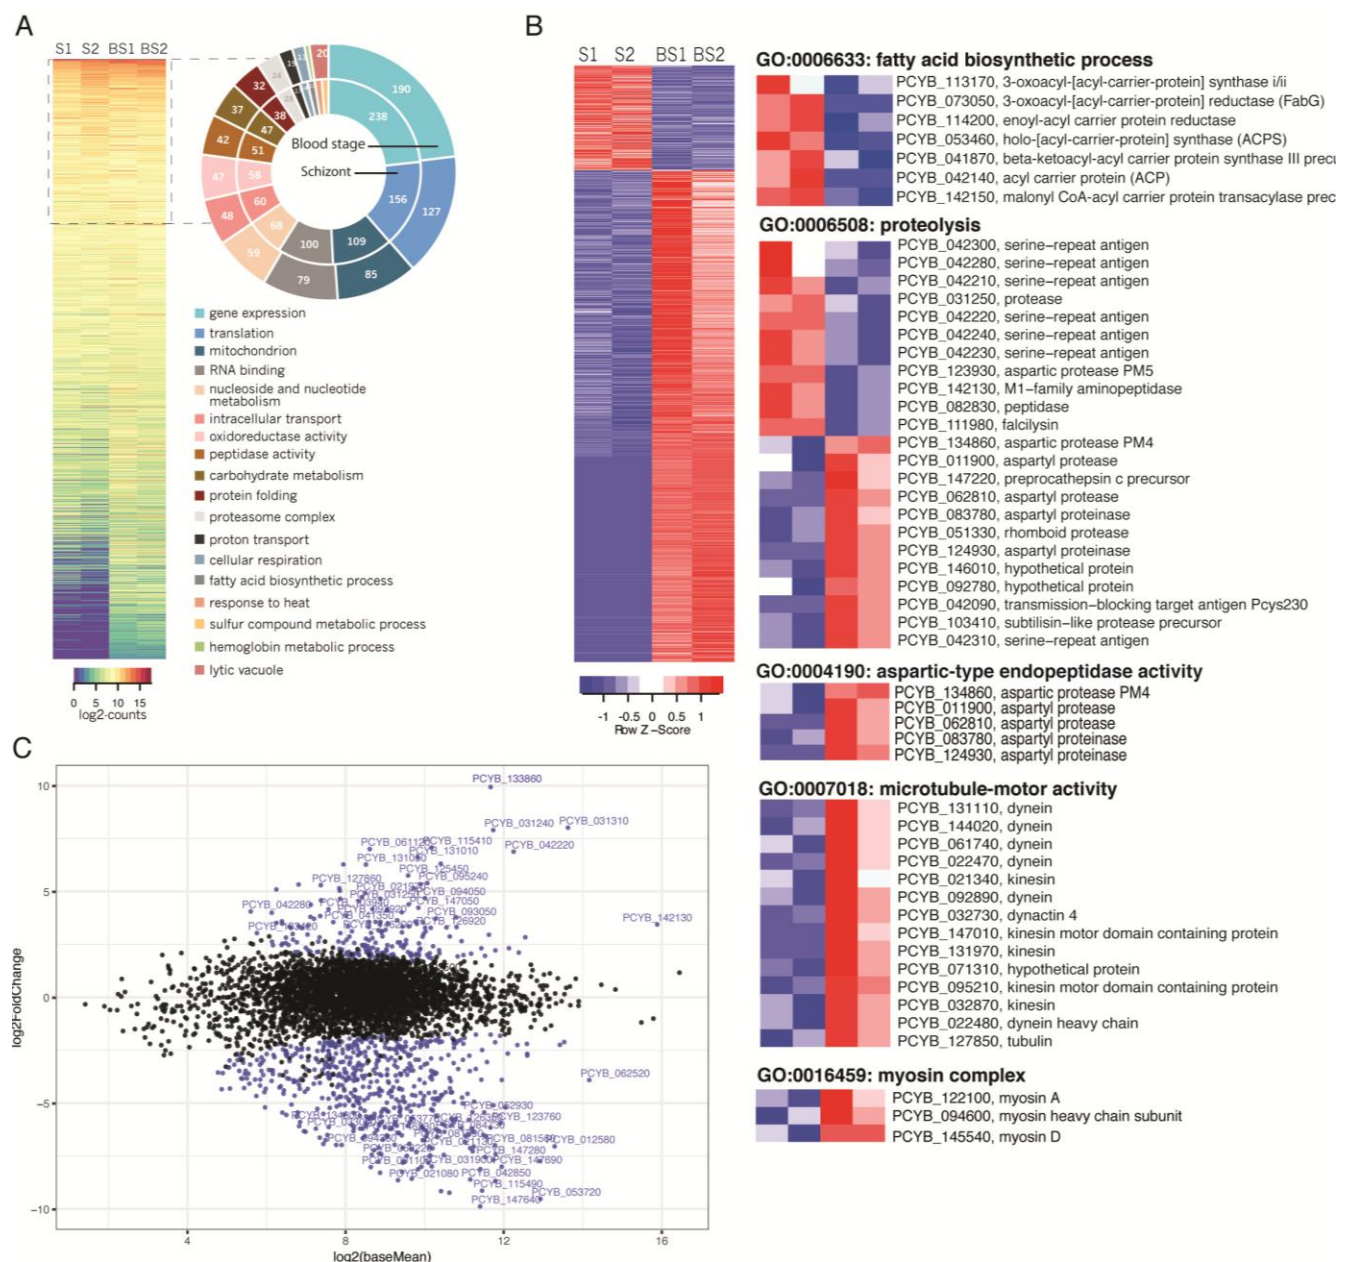 A
S1 S2 BS1 BS2
20
24
32
37
42
47
48
59
79
85
127
190
238
156
109
100
68
60
58
51
47
38
Blood stage
Schizont
gene expression
translation
mitochondrion
RNA binding
nucleoside and nucleotide
metabolism
intracellular transport
oxidoreductase activity
peptidase activity
carbohydrate metabolism
protein folding
proteasome complex
proton transport
cellular respiration
fatty acid biosynthetic process
response to heat
sulfur compound metabolic process
hemoglobin metabolic process
lytic vacuole
0 5 10 15
log2-counts
B
S1 S2 BS1 BS2
-1 -0.5 0 0.5 1
Row Z-Score
GO:0006633: fatty acid biosynthetic process
PCYB_113170, 3-oxoacyl-[acyl-carrier-protein] synthase i/ii
PCYB_073050, 3-oxoacyl-[acyl-carrier-protein] reductase (FabG)
PCYB_114200, enoyl-acyl carrier protein reductase
PCYB_053460, holo-[acyl-carrier-protein] synthase (ACPS)
PCYB_041870, beta-ketoacyl-acyl carrier protein synthase III precu
PCYB_042140, acyl carrier protein (ACP)
PCYB_142150, malonyl CoA-acyl carrier protein transacylase prec
GO:0006508: proteolysis
PCYB_042300, serine−repeat antigen
PCYB_042280, serine−repeat antigen
PCYB_042210, serine−repeat antigen
PCYB_031250, protease
PCYB_042220, serine−repeat antigen
PCYB_042240, serine−repeat antigen
PCYB_042230, serine−repeat antigen
PCYB_123930, aspartic protease PM5
PCYB_142130, M1−family aminopeptidase
PCYB_082830, peptidase
PCYB_111980, falcilysin
PCYB_134860, aspartic protease PM4
PCYB_011900, aspartyl protease
PCYB_147220, preprocathepsin c precursor
PCYB_062810, aspartyl protease
PCYB_083780, aspartyl proteinase
PCYB_051330, rhomboid protease
PCYB_124930, aspartyl proteinase
PCYB_146010, hypothetical protein
PCYB_092780, hypothetical protein
PCYB_042090, transmission−blocking target antigen Pcys230
PCYB_103410, subtilisin−like protease precursor
PCYB_042310, serine−repeat antigen
GO:0004190: aspartic-type endopeptidase activity
PCYB_134860, aspartic protease PM4
PCYB_011900, aspartyl protease
PCYB_062810, aspartyl protease
PCYB_083780, aspartyl proteinase
PCYB_124930, aspartyl proteinase
GO:0007018: microtubule-motor activity
PCYB_131110, dynein
PCYB_144020, dynein
PCYB_061740, dynein
PCYB_022470, dynein
PCYB_021340, kinesin
PCYB_092890, dynein
PCYB_032730, dynactin 4
PCYB_147010, kinesin motor domain containing protein
PCYB_131970, kinesin
PCYB_071310, hypothetical protein
PCYB_095210, kinesin motor domain containing protein
PCYB_032870, kinesin
PCYB_022480, dynein heavy chain
PCYB_127850, tubulin
GO:0016459: myosin complex
PCYB_122100, myosin A
PCYB_094600, myosin heavy chain subunit
PCYB_145540, myosin D
C
log2FoldChange
10
5
0
−5
−10
4 8 12 16
log2(baseMean)
PCYB_133860
PCYB_031240
PCYB_031310
PCYB_115410
PCYB_042220
PCYB_131010
PCYB_125450
PCYB_095240
PCYB_127860
PCYB_094050
PCYB_147050
PCYB_042280
PCYB_093050
PCYB_041350
PCYB_126920
PCYB_142130
PCYB_062520
PCYB_052930
PCYB_123760
PCYB_012580
PCYB_147280
PCYB_147690
PCYB_021080
PCYB_042850
PCYB_115490
PCYB_053720
PCYB_147640